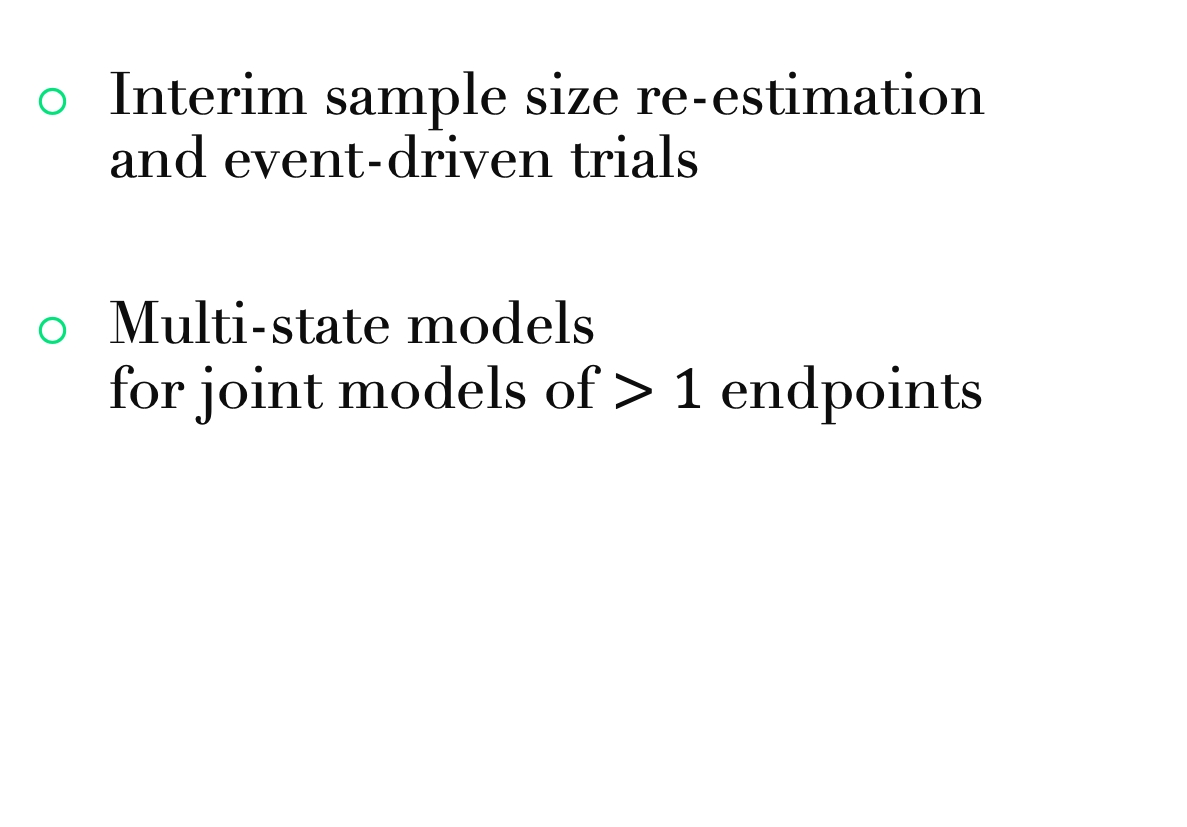 Interim sample size re-estimation
and event-driven trials
Multi-state models
for joint models of > 1 endpoints